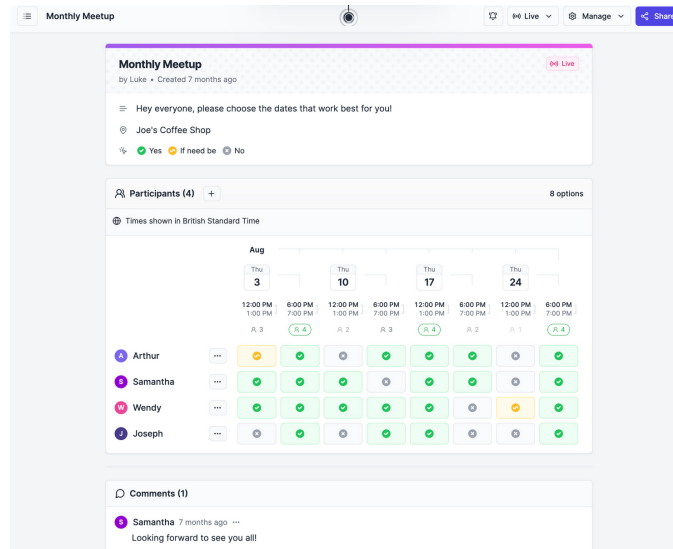 Monthly Meetup
Live
Manage
Share
Monthly Meetup
Live
by Luke • Created 7 months ago
Hey everyone, please choose the dates that work best for you!
Joe's Coffee Shop
Yes If need be No
Participants (4) +
8 options
Times shown in British Standard Time
Aug
Thu Thu Thu Thu
3 10 17 24
12:00 PM 6:00 PM 12:00 PM 6:00 PM 12:00 PM 6:00 PM 12:00 PM 6:00 PM
1:00 PM 7:00 PM 1:00 PM 7:00 PM 1:00 PM 7:00 PM 1:00 PM 7:00 PM
3 4 2 3 4 2 1 4
A Arthur
S Samantha
W Wendy
J Joseph
Comments (1)
S Samantha 7 months ago
Looking forward to see you all!